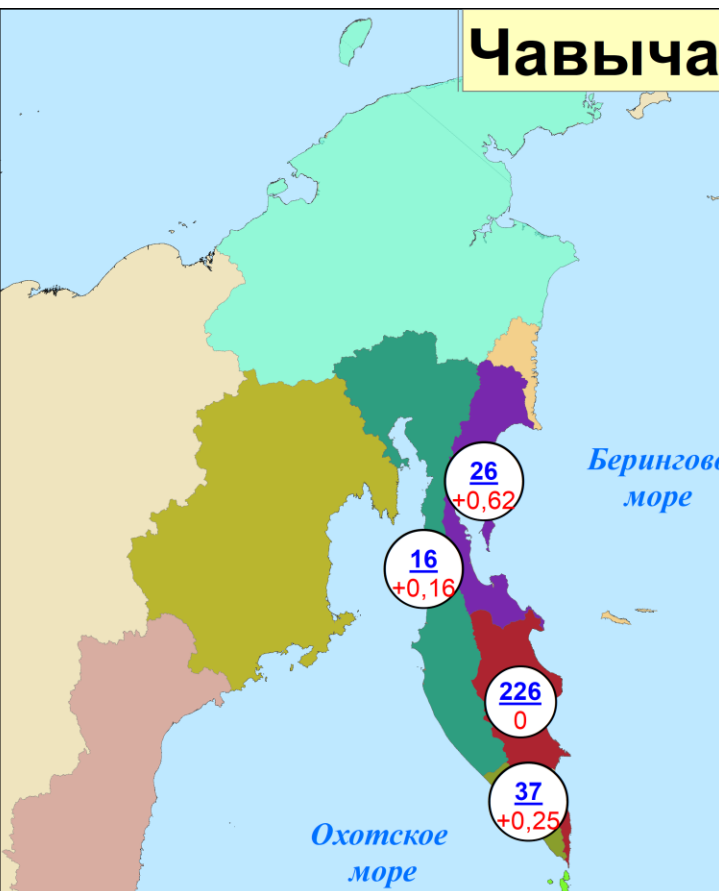 Чавыча
Берингово
море
26
+0,62
16
+0,16
226
0
37
+0,25
Охотское
море